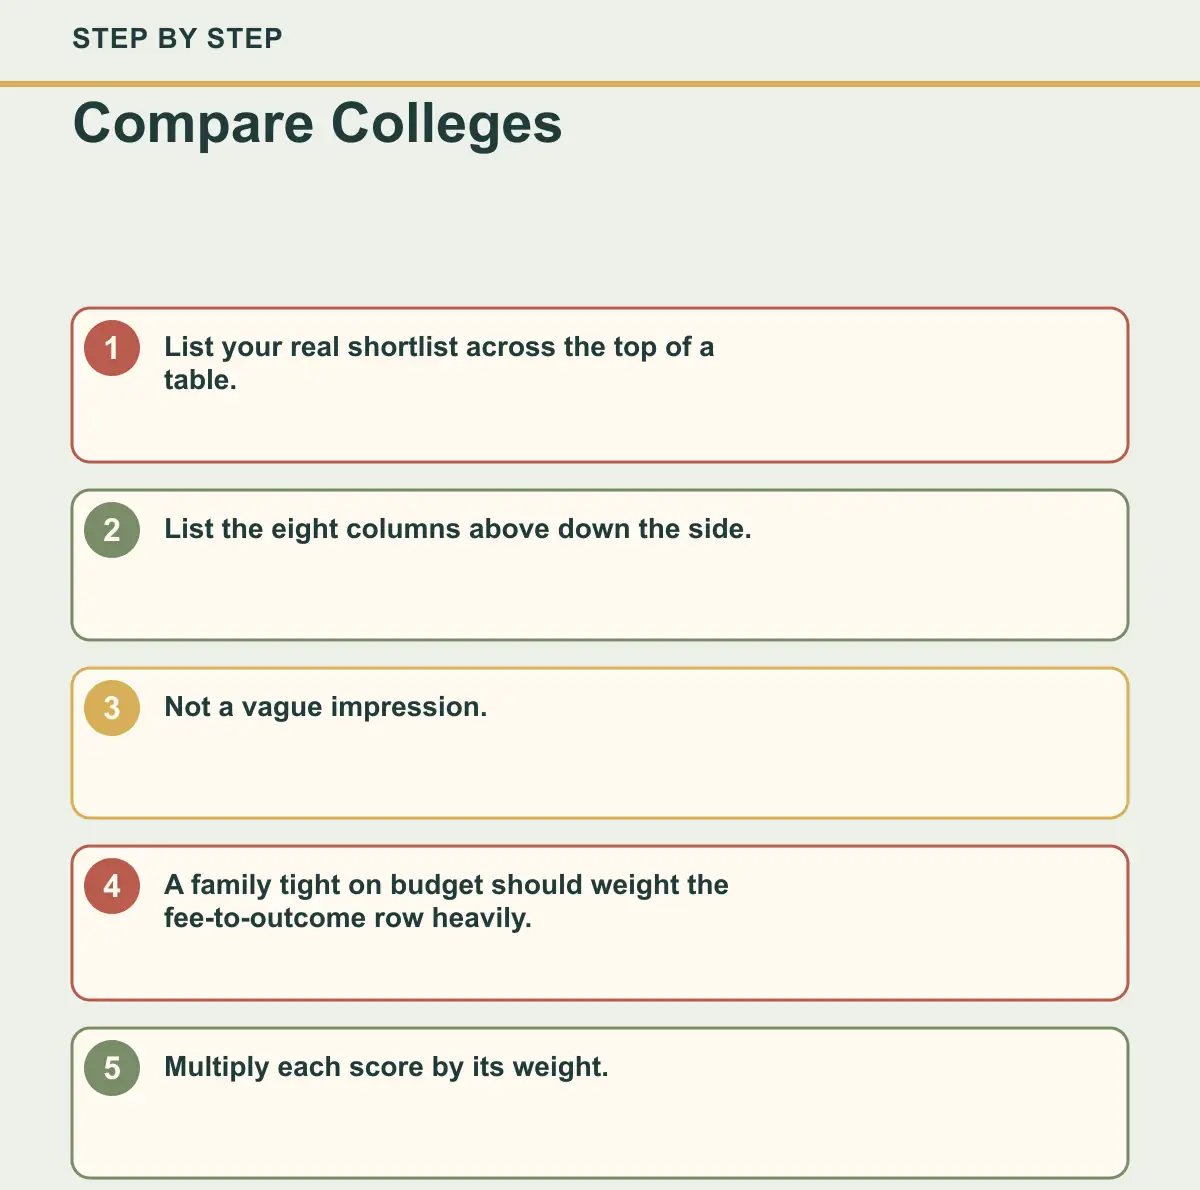 STEP BY STEP
Compare Colleges
1
List your real shortlist across the top of a
table.
2
List the eight columns above down the side.
3
Not a vague impression.
4
A family tight on budget should weight the
fee-to-outcome row heavily.
5
Multiply each score by its weight.